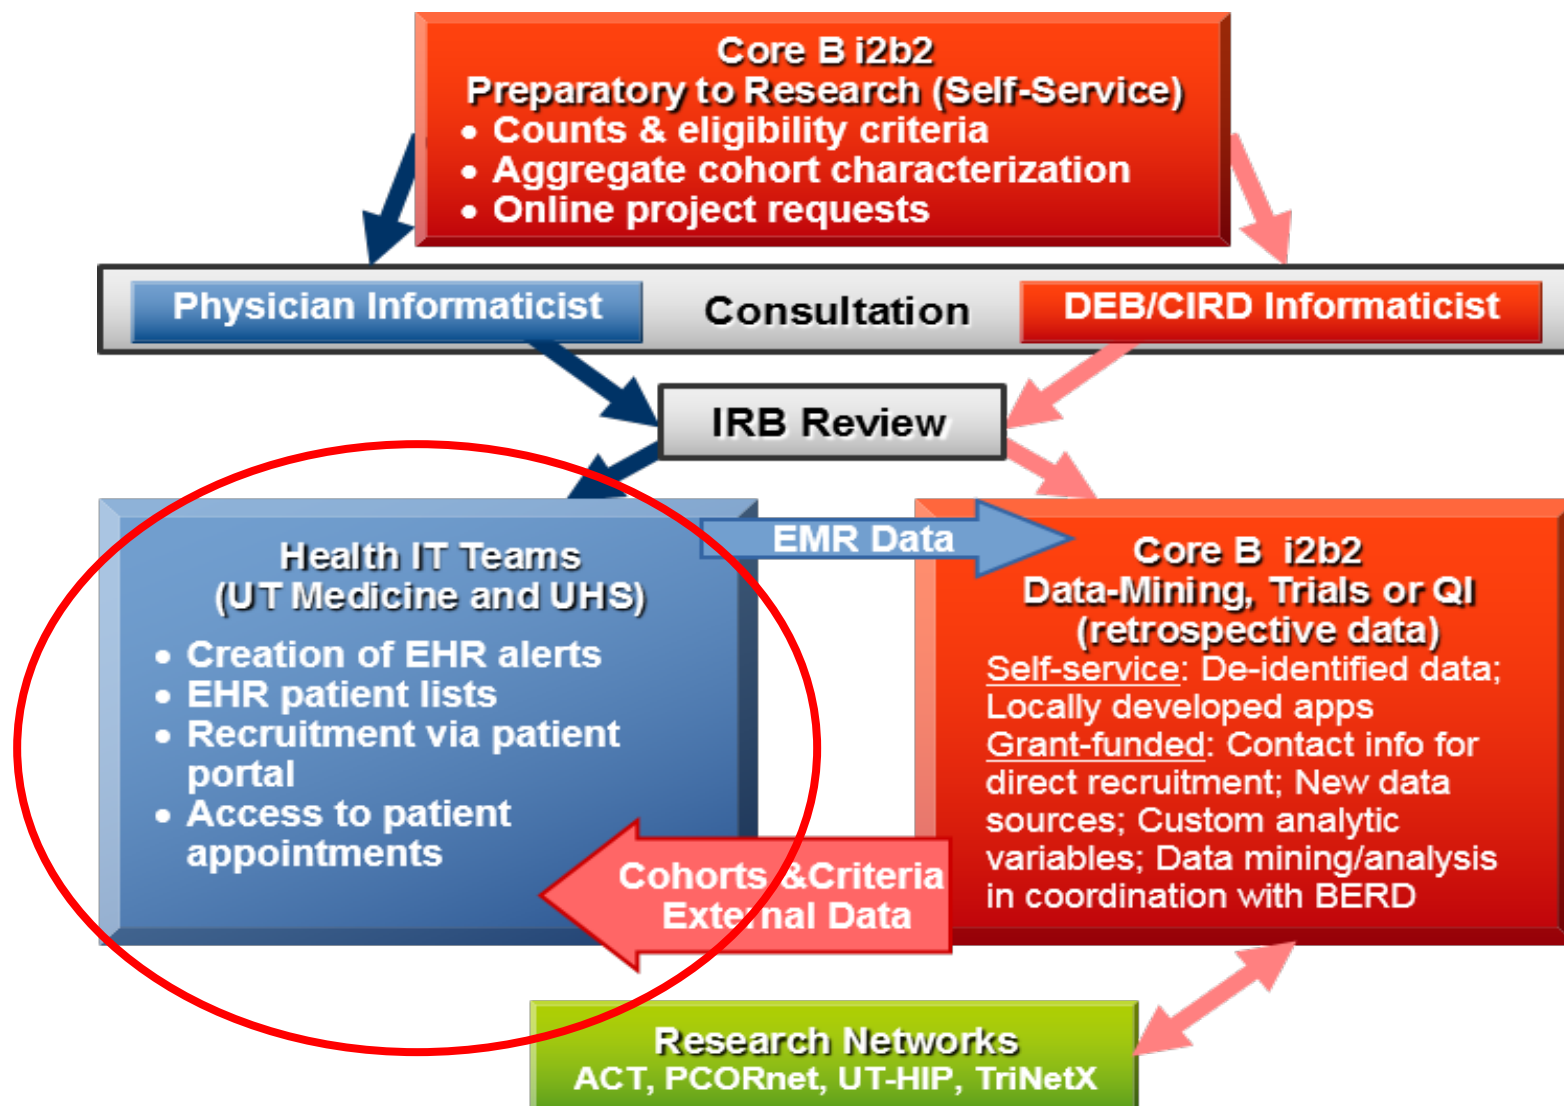 Core B i2b2
Preparatory to Research (Self-Service)
• Counts & eligibility criteria
• Aggregate cohort characterization
• Online project requests
Physician Informaticist
Consultation
DEB/CIRD Informaticist
IRB Review
Health IT Teams
(UT Medicine and UHS)
• Creation of EHR alerts
• EHR patient lists
• Recruitment via patient
portal
• Access to patient
appointments
EMR Data
Core B i2b2
Data-Mining, Trials or QI
(retrospective data)
Self-service: De-identified data;
Locally developed apps
Grant-funded: Contact info for
direct recruitment; New data
sources; Custom analytic
variables; Data mining/analysis
in coordination with BERD
Cohorts &Criteria
External Data
Research Networks
ACT, PCORnet, UT-HIP, TriNetX